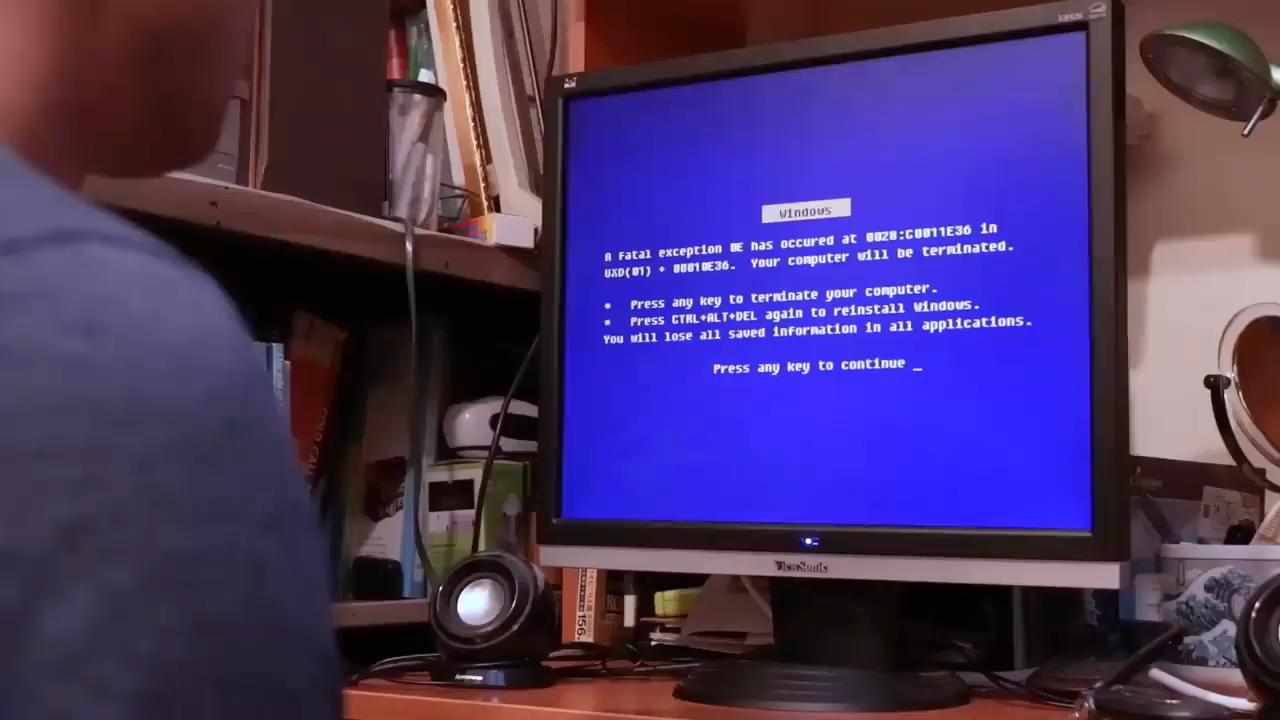 Windows
A fatal exception 0E has occured at 0028:C0011E36 in
VXD(01) + 00010E36. Your computer will be terminated.
* Press any key to terminate your computer.
* Press CTRL+ALT+DEL again to reinstall Windows.
You will lose all saved information in all applications.
Press any key to continue _
ViewSonic
lenovo
156